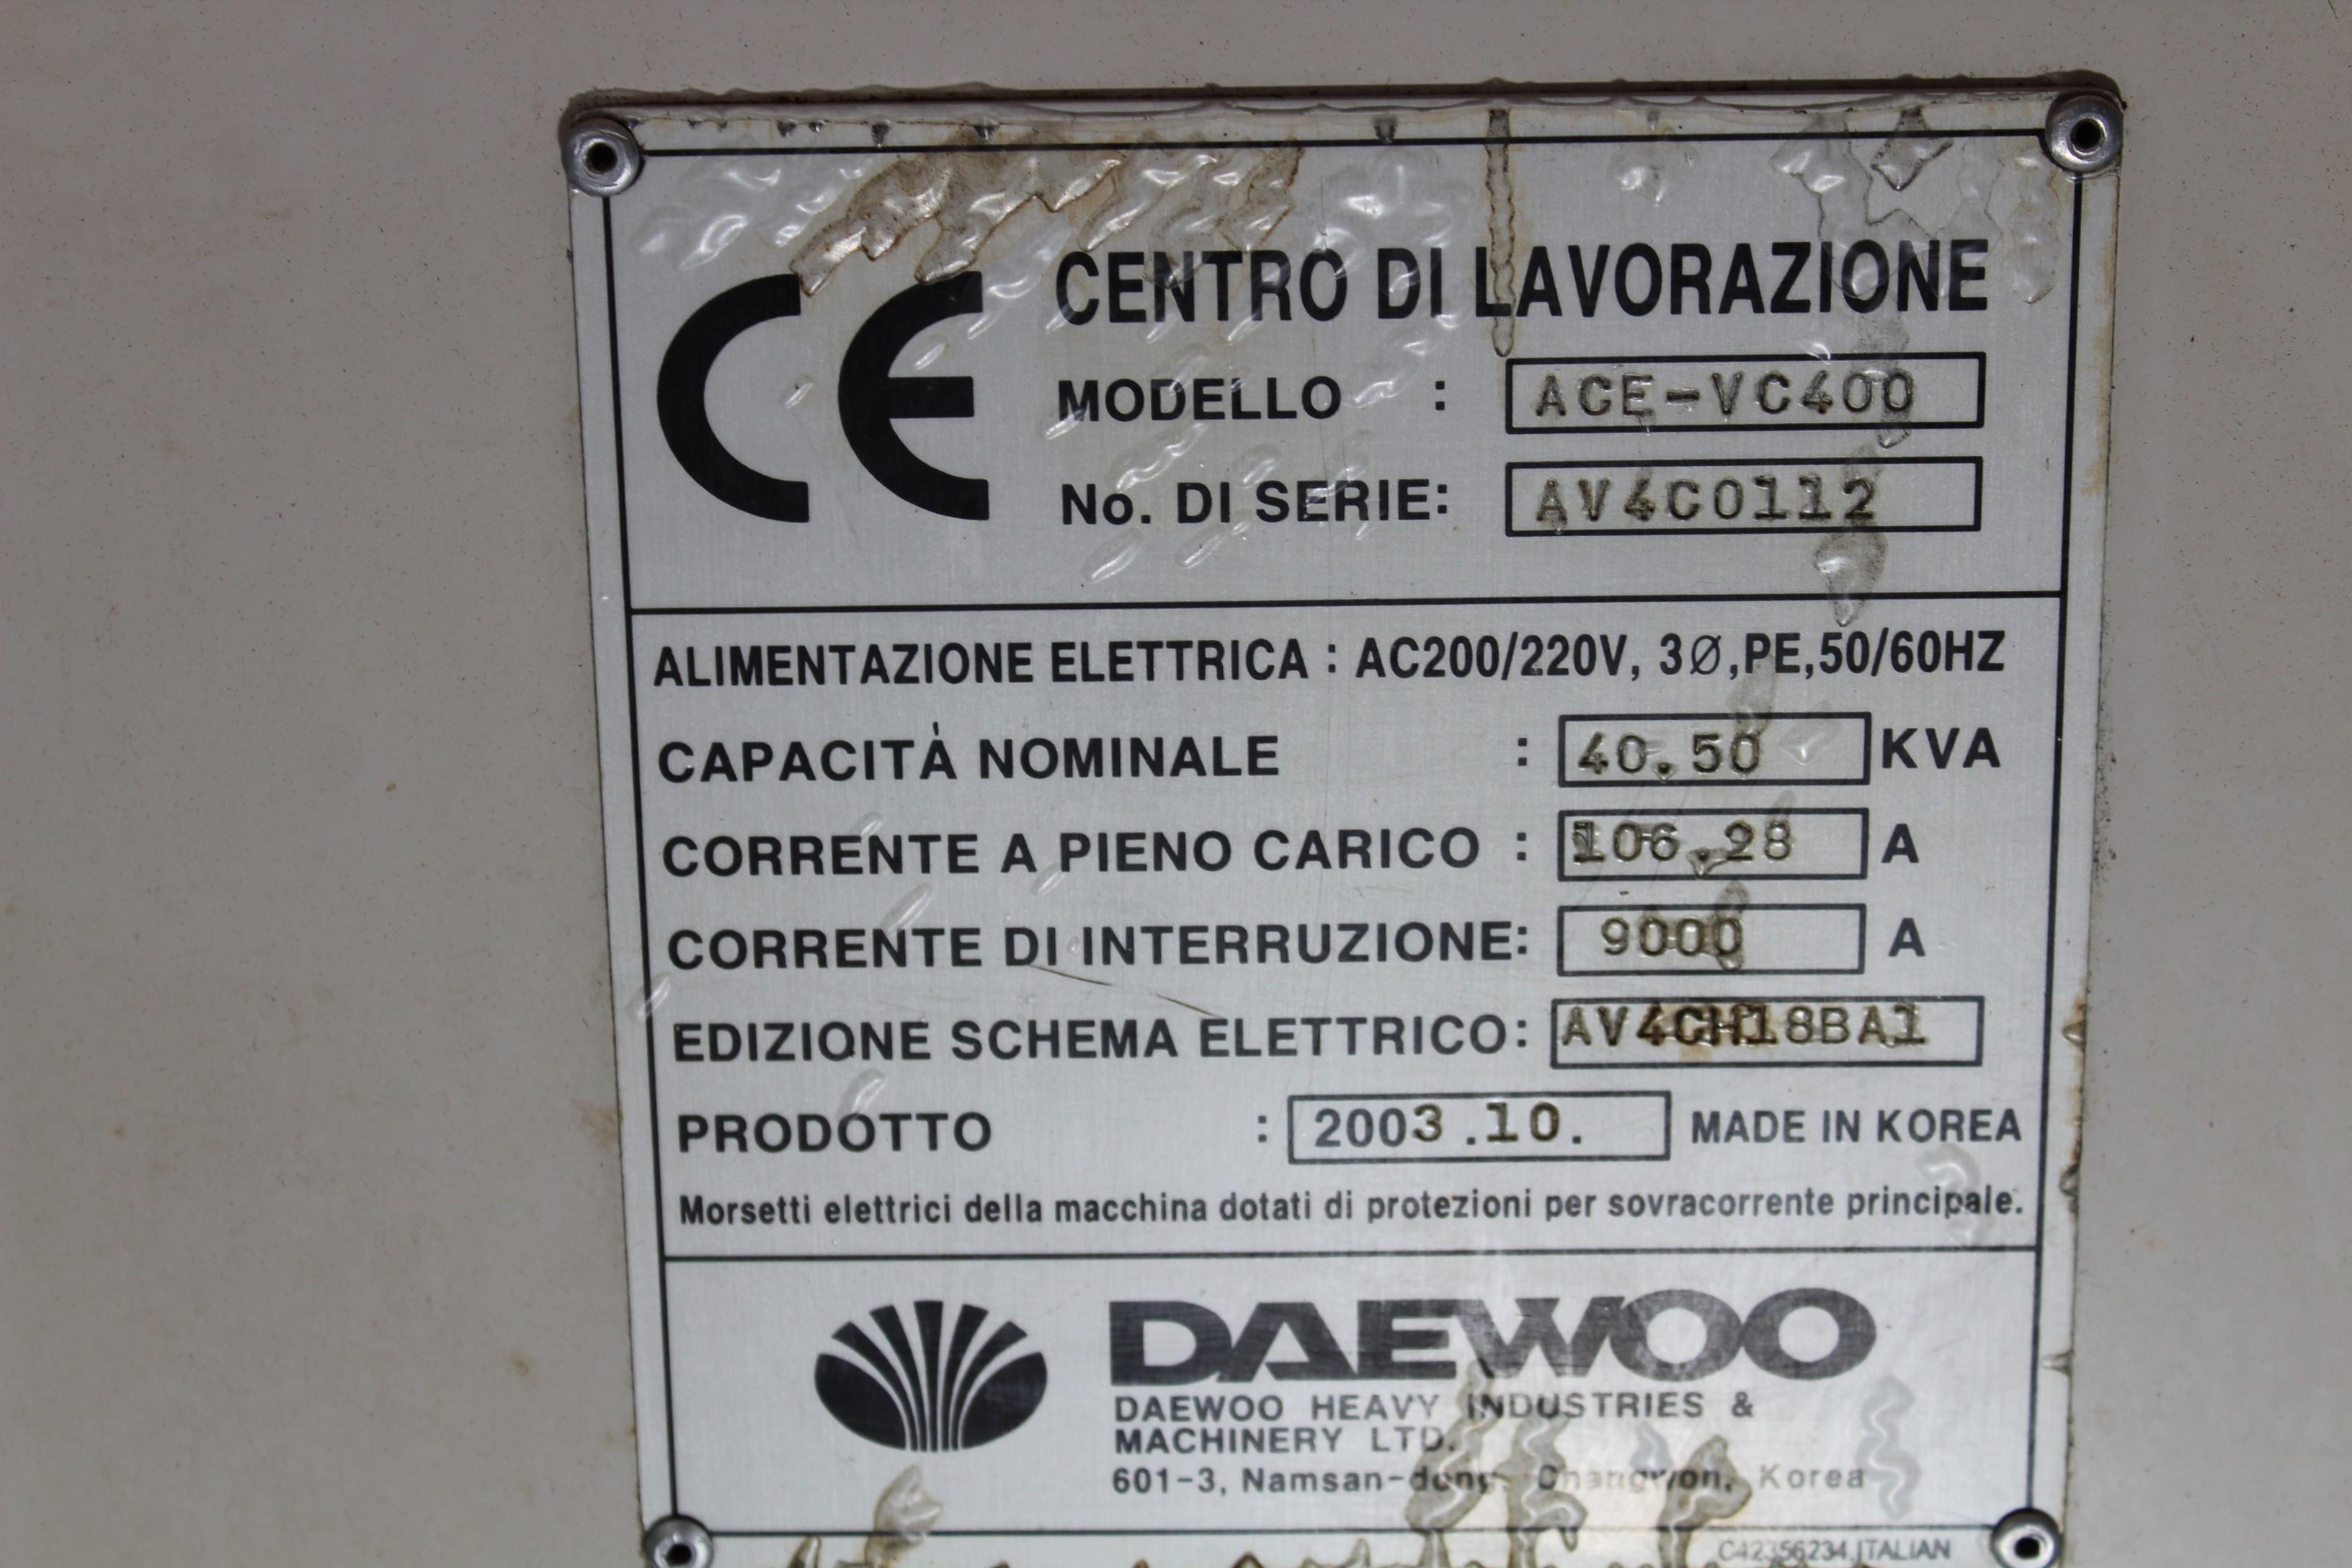 CE
CENTRO DI LAVORAZIONE
MODELLO : ACE-VC400
No. DI SERIE: AV4C0112
ALIMENTAZIONE ELETTRICA : AC200/220V, 3Ø,PE,50/60HZ
CAPACITÀ NOMINALE : 40.50 KVA
CORRENTE A PIENO CARICO : 106.28 A
CORRENTE DI INTERRUZIONE: 9000 A
EDIZIONE SCHEMA ELETTRICO: AV4CH18BA1
PRODOTTO : 2003.10. MADE IN KOREA
Morsetti elettrici della macchina dotati di protezioni per sovracorrente principale.
DAEWOO
DAEWOO HEAVY INDUSTRIES &
MACHINERY LTD.
601-3, Namsan-dong, Changwon, Korea
C42356234,ITALIAN